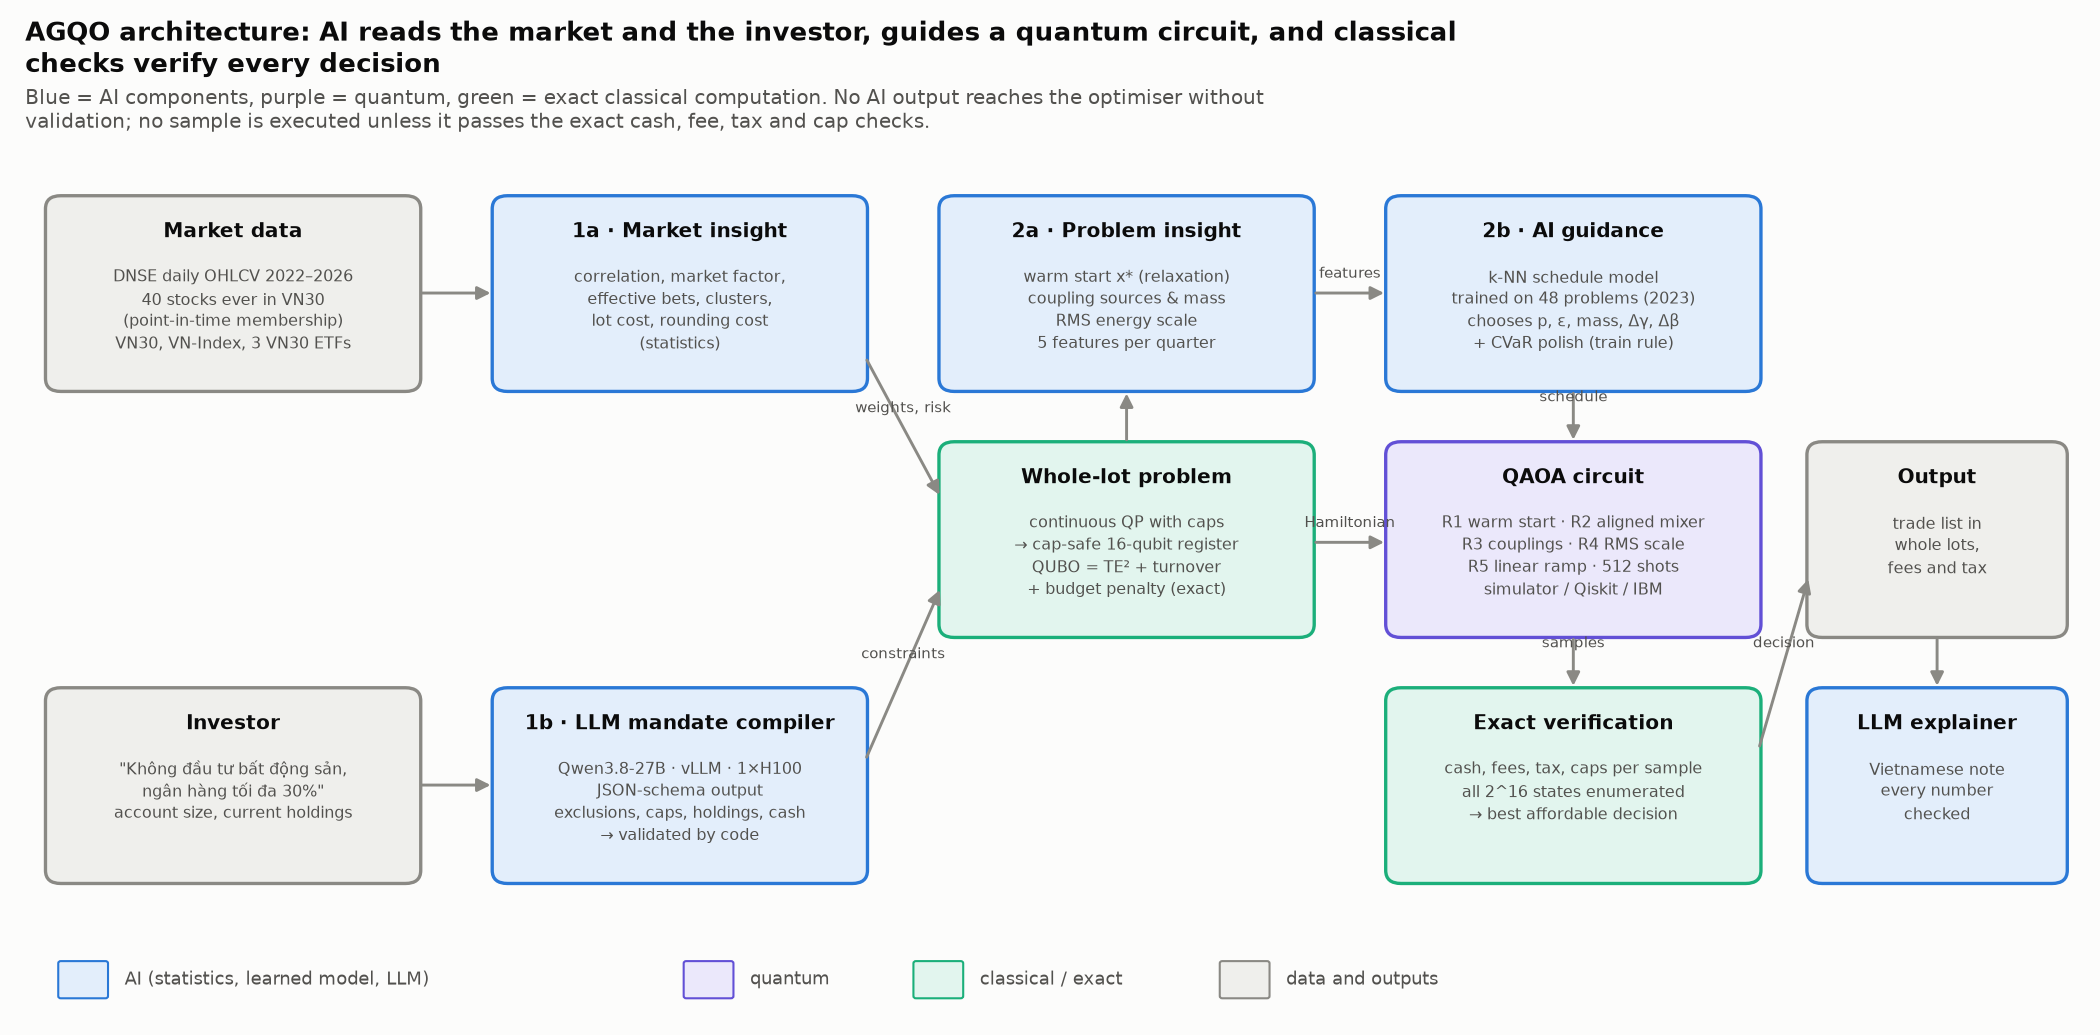 AGQO architecture: AI reads the market and the investor, guides a quantum circuit, and classical
checks verify every decision
Blue = AI components, purple = quantum, green = exact classical computation. No AI output reaches the optimiser without
validation; no sample is executed unless it passes the exact cash, fee, tax and cap checks.
Market data
DNSE daily OHLCV 2022–2026
40 stocks ever in VN30
(point-in-time membership)
VN30, VN-Index, 3 VN30 ETFs
1a · Market insight
correlation, market factor,
effective bets, clusters,
lot cost, rounding cost
(statistics)
2a · Problem insight
warm start x* (relaxation)
coupling sources & mass
RMS energy scale
5 features per quarter
features
2b · AI guidance
k-NN schedule model
trained on 48 problems (2023)
chooses p, ε, mass, Δγ, Δβ
+ CVaR polish (train rule)
weights, risk
schedule
Whole-lot problem
continuous QP with caps
→ cap-safe 16-qubit register
QUBO = TE² + turnover
+ budget penalty (exact)
Hamiltonian
QAOA circuit
R1 warm start · R2 aligned mixer
R3 couplings · R4 RMS scale
R5 linear ramp · 512 shots
simulator / Qiskit / IBM
Output
trade list in
whole lots,
fees and tax
constraints
samples
decision
Investor
"Không đầu tư bất động sản,
ngân hàng tối đa 30%"
account size, current holdings
1b · LLM mandate compiler
Qwen3.8-27B · vLLM · 1×H100
JSON-schema output
exclusions, caps, holdings, cash
→ validated by code
Exact verification
cash, fees, tax, caps per sample
all 2^16 states enumerated
→ best affordable decision
LLM explainer
Vietnamese note
every number
checked
AI (statistics, learned model, LLM)
quantum
classical / exact
data and outputs